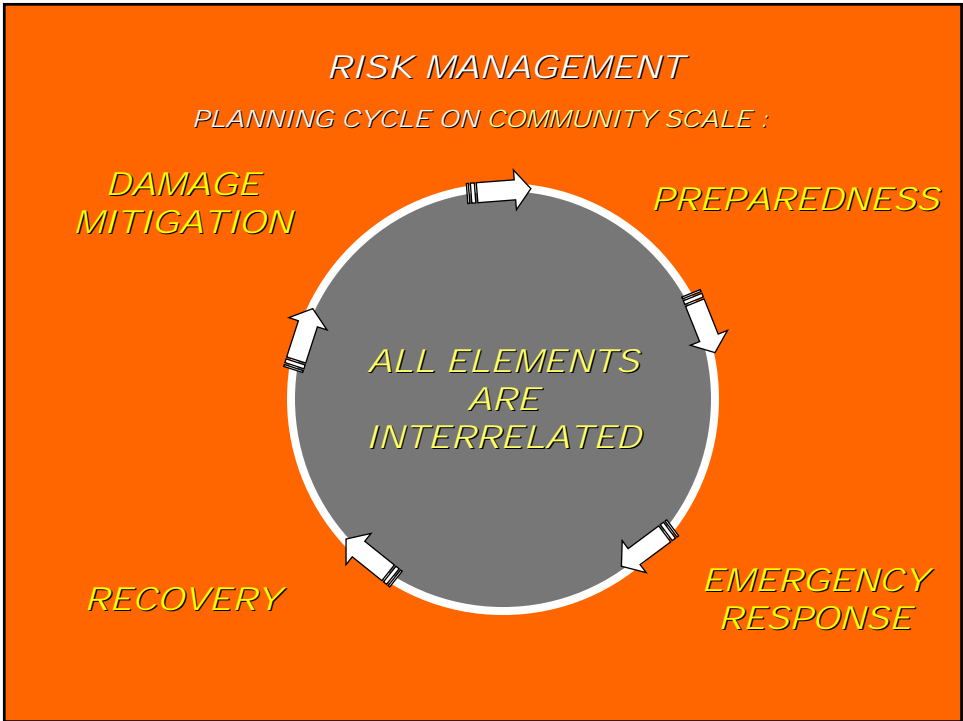 RISK MANAGEMENT
PLANNING CYCLE ON COMMUNITY SCALE :
DAMAGE
MITIGATION
PREPAREDNESS
ALL ELEMENTS
ARE
INTERRELATED
RECOVERY
EMERGENCY
RESPONSE